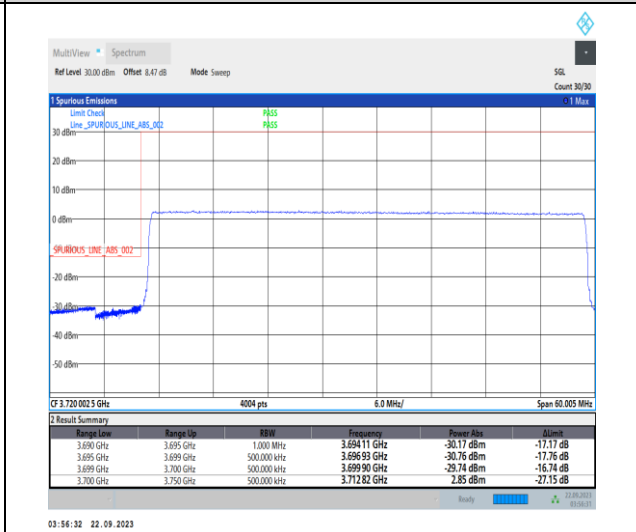 MultiView Spectrum
Ref Level 30.00 dBm Offset 8.47 dB Mode Sweep SGL
Count 30/30
1 Spurious Emissions 1 Max
Limit Check PASS
Line _SPURIOUS_LINE_ABS_002 PASS
30 dBm
20 dBm
10 dBm
0 dBm
_SPURIOUS_LINE_ABS_002
-20 dBm
-30 dBm
-40 dBm
-50 dBm
CF 3.720 002 5 GHz 4004 pts 6.0 MHz/ Span 60.005 MHz
2 Result Summary
Range Low Range Up RBW Frequency Power Abs ΔLimit
3.690 GHz 3.695 GHz 1.000 MHz 3.694 11 GHz -30.17 dBm -17.17 dB
3.695 GHz 3.699 GHz 500.000 kHz 3.696 93 GHz -30.76 dBm -17.76 dB
3.699 GHz 3.700 GHz 500.000 kHz 3.699 90 GHz -29.74 dBm -16.74 dB
3.700 GHz 3.750 GHz 500.000 kHz 3.712 82 GHz 2.85 dBm -27.15 dB
Ready 22.09.2023
03:56:31
03:56:32 22.09.2023